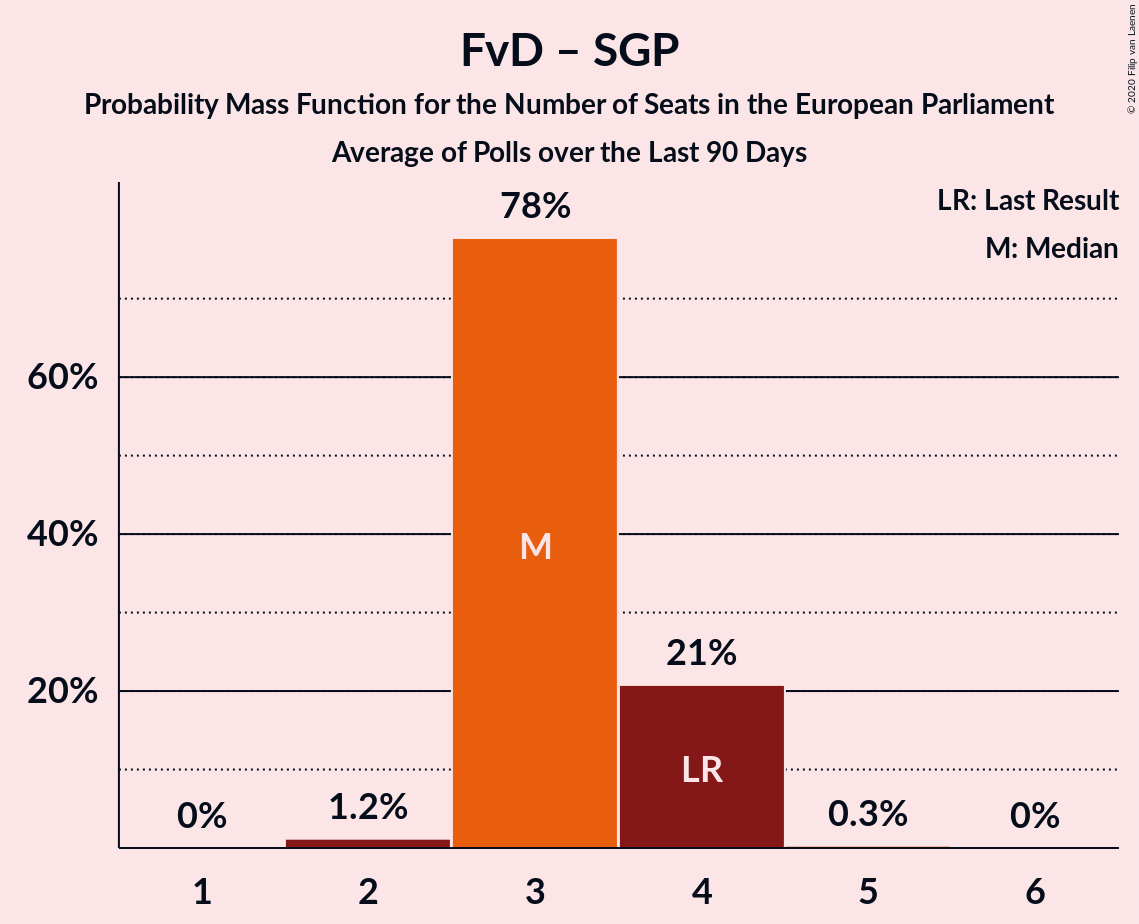 FvD – SGP
Probability Mass Function for the Number of Seats in the European Parliament
Average of Polls over the Last 90 Days
© 2020 Filip van Laenen
LR: Last Result
M: Median
78%
60%
40%
20%
M
21%
LR
0%
1.2%
0.3%
0%
1 2 3 4 5 6